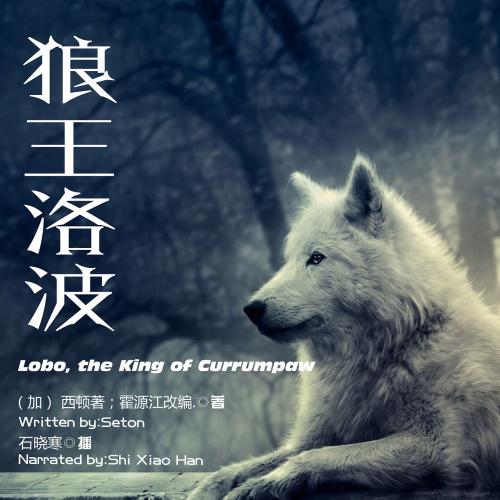 狼王洛波
Lobo, the King of Currumpaw
(加) 西顿著；霍源江改编.◎著
Written by:Seton
石晓寒◎播
Narrated by:Shi Xiao Han